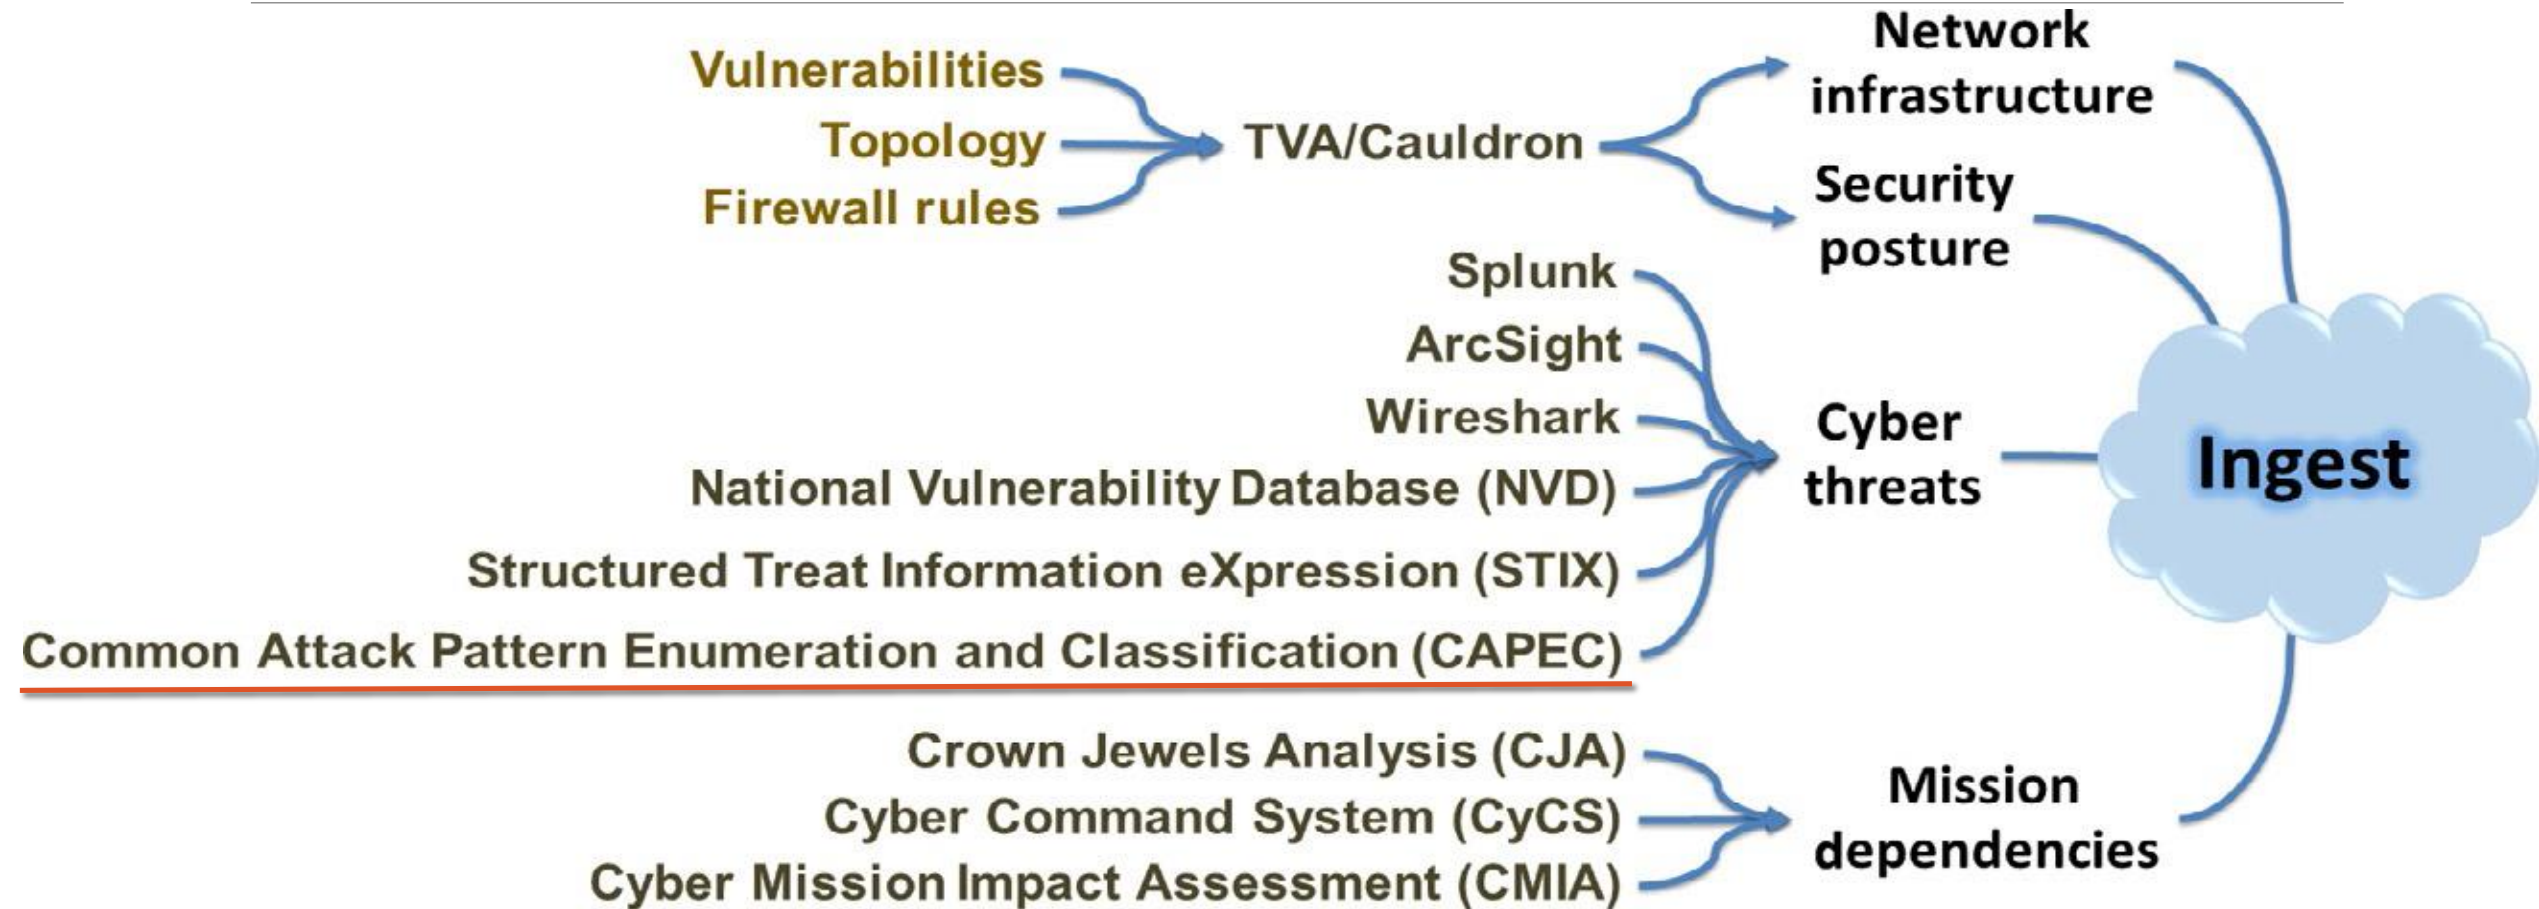 Vulnerabilities
Topology
Firewall rules
TVA/Cauldron
Network
infrastructure
Security
posture
Splunk
ArcSight
Wireshark
National Vulnerability Database (NVD)
Structured Treat Information eXpression (STIX)
Common Attack Pattern Enumeration and Classification (CAPEC)
Cyber
threats
Crown Jewels Analysis (CJA)
Cyber Command System (CyCS)
Cyber Mission Impact Assessment (CMIA)
Mission
dependencies
Ingest